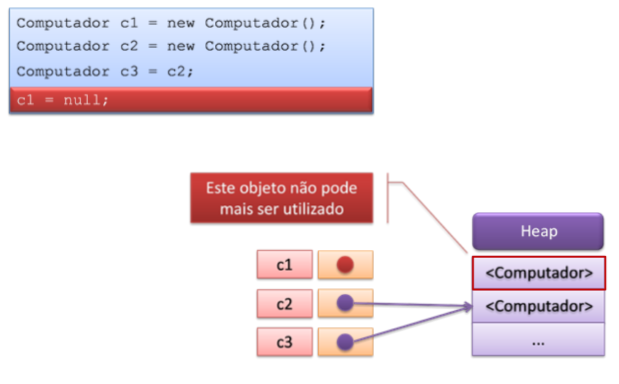 Computador c1 = new Computador();
Computador c2 = new Computador();
Computador c3 = c2;
c1 = null;
Este objeto não pode
mais ser utilizado
Heap
c1
<Computador>
c2
<Computador>
c3
...